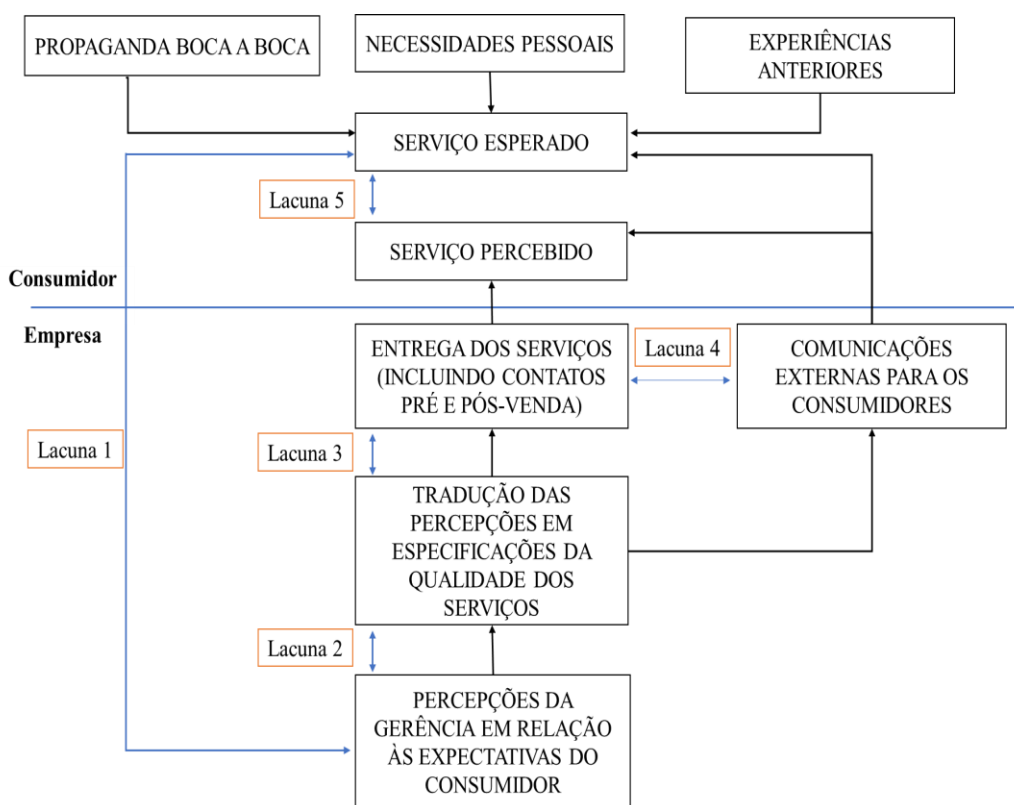 PROPAGANDA BOCA A BOCA
NECESSIDADES PESSOAIS
EXPERIÊNCIAS
ANTERIORES
SERVIÇO ESPERADO
Lacuna 5
SERVIÇO PERCEBIDO
Consumidor
Empresa
ENTREGA DOS SERVIÇOS
(INCLUINDO CONTATOS
PRÉ E PÓS-VENDA)
Lacuna 4
COMUNICAÇÕES
EXTERNAS PARA OS
CONSUMIDORES
Lacuna 1
Lacuna 3
TRADUÇÃO DAS
PERCEPÇÕES EM
ESPECIFICAÇÕES DA
QUALIDADE DOS
SERVIÇOS
Lacuna 2
PERCEPÇÕES DA
GERÊNCIA EM RELAÇÃO
ÀS EXPECTATIVAS DO
CONSUMIDOR